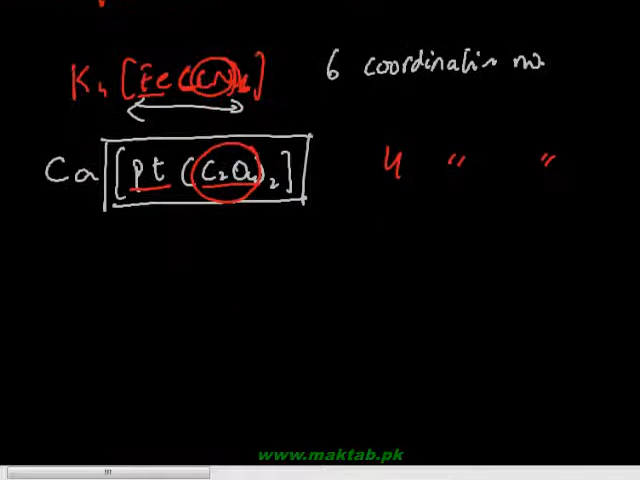 K₄ [Fe(CN)₆] 6 coordination no
Ca [pt (C₂O₄)₂] 4 " "
www.maktab.pk